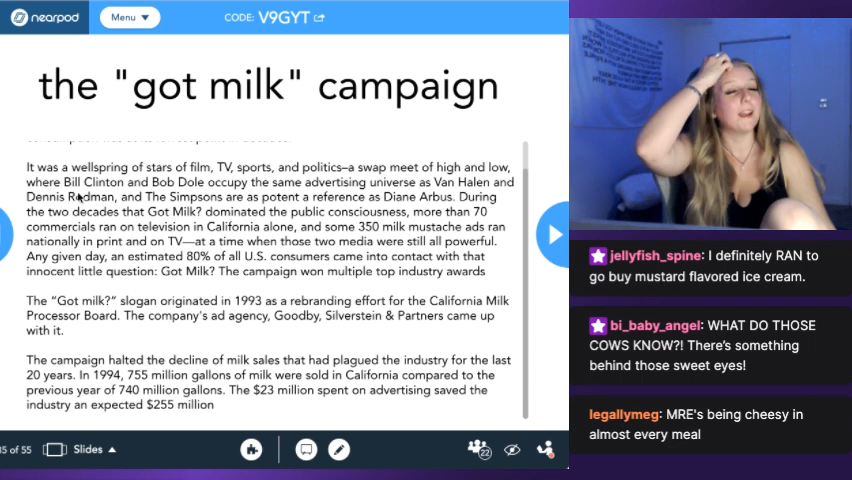 nearpod
Menu
CODE: V9GYT
the "got milk" campaign
It was a wellspring of stars of film, TV, sports, and politics—a swap meet of high and low,
where Bill Clinton and Bob Dole occupy the same advertising universe as Van Halen and
Dennis Rodman, and The Simpsons are as potent a reference as Diane Arbus. During
the two decades that Got Milk? dominated the public consciousness, more than 70
commercials ran on television in California alone, and some 350 milk mustache ads ran
nationally in print and on TV—at a time when those two media were still all powerful.
Any given day, an estimated 80% of all U.S. consumers came into contact with that
innocent little question: Got Milk? The campaign won multiple top industry awards
The "Got milk?" slogan originated in 1993 as a rebranding effort for the California Milk
Processor Board. The company's ad agency, Goodby, Silverstein & Partners came up
with it.
The campaign halted the decline of milk sales that had plagued the industry for the last
20 years. In 1994, 755 million gallons of milk were sold in California compared to the
previous year of 740 million gallons. The $23 million spent on advertising saved the
industry an expected $255 million
of 55
Slides
22
jellyfish_spine: I definitely RAN to
go buy mustard flavored ice cream.
bi_baby_angel: WHAT DO THOSE
COWS KNOW?! There's something
behind those sweet eyes!
legallymeg: MRE's being cheesy in
almost every meal